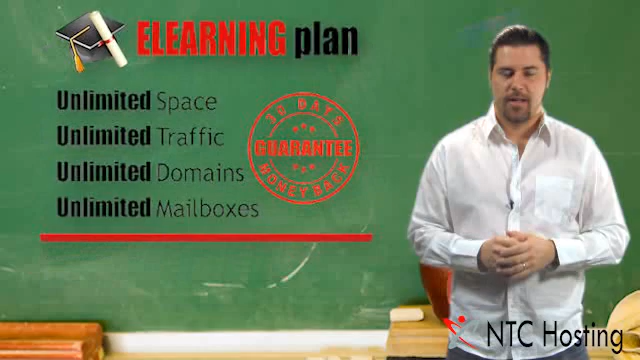 ELEARNING plan
Unlimited Space
Unlimited Traffic
Unlimited Domains
Unlimited Mailboxes
30 DAYS
GUARANTEE
MONEY BACK
NTC Hosting